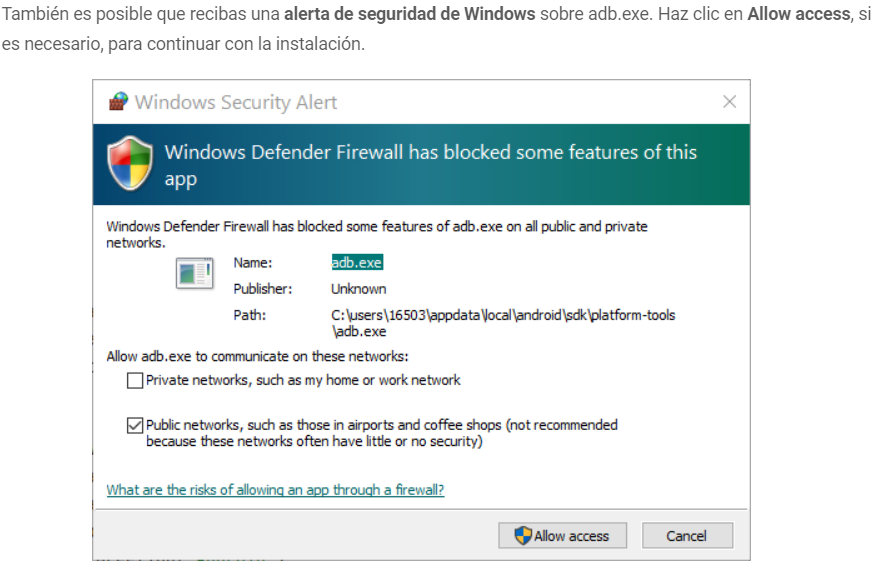 También es posible que recibas una alerta de seguridad de Windows sobre adb.exe. Haz clic en Allow access, si
es necesario, para continuar con la instalación.
Windows Security Alert
Windows Defender Firewall has blocked some features of this
app
Windows Defender Firewall has blocked some features of adb.exe on all public and private
networks.
Name: adb.exe
Publisher: Unknown
Path: C:\users\16503\appdata\local\android\sdk\platform-tools
\adb.exe
Allow adb.exe to communicate on these networks:
Private networks, such as my home or work network
Public networks, such as those in airports and coffee shops (not recommended
because these networks often have little or no security)
What are the risks of allowing an app through a firewall?
Allow access Cancel